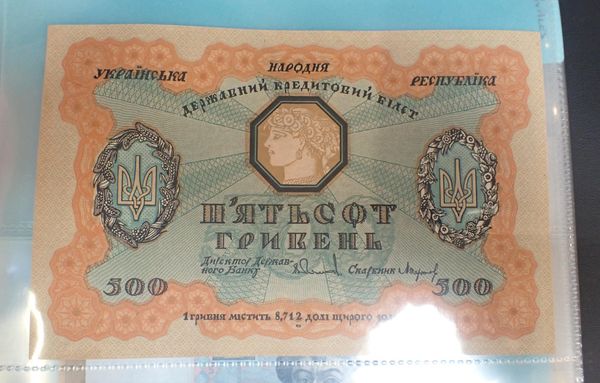 УКРАЇНСЬКА НАРОДНЯ РЕСПУБЛІКА
ДЕРЖАВНИЙ КРЕДИТОВИЙ БІЛЄТ
П'ЯТЬСОТ
ГРИВЕНЬ
Директор Держав-
ного Банку
Скарбник
500 500
1 ГРИВНЯ МІСТИТЬ 8,712 ДОЛІ ЩИРОГО